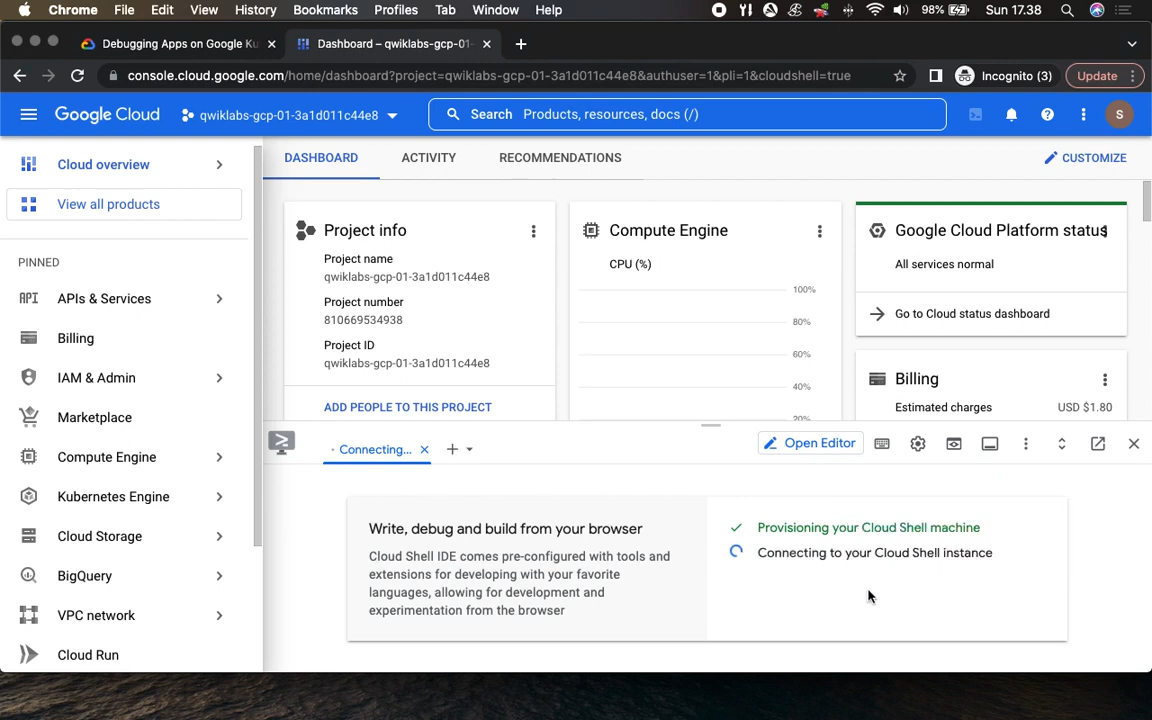 Chrome File Edit View History Bookmarks Profiles Tab Window Help 98% Sun 17.38
Debugging Apps on Google Ku
Dashboard – qwiklabs-gcp-01-
console.cloud.google.com/home/dashboard?project=qwiklabs-gcp-01-3a1d011c44e8&authuser=1&pli=1&cloudshell=true
Incognito (3)
Update
Google Cloud
qwiklabs-gcp-01-3a1d011c44e8
Search Products, resources, docs (/)
S
Cloud overview
View all products
PINNED
API APIs & Services
Billing
IAM & Admin
Marketplace
Compute Engine
Kubernetes Engine
Cloud Storage
BigQuery
VPC network
Cloud Run
DASHBOARD
ACTIVITY
RECOMMENDATIONS
CUSTOMIZE
Project info
Project name
qwiklabs-gcp-01-3a1d011c44e8
Project number
810669534938
Project ID
qwiklabs-gcp-01-3a1d011c44e8
ADD PEOPLE TO THIS PROJECT
Compute Engine
CPU (%)
100%
80%
60%
40%
20%
Google Cloud Platform status
All services normal
Go to Cloud status dashboard
Billing
Estimated charges USD $1.80
Connecting...
Open Editor
Write, debug and build from your browser
Cloud Shell IDE comes pre-configured with tools and
extensions for developing with your favorite
languages, allowing for development and
experimentation from the browser
Provisioning your Cloud Shell machine
Connecting to your Cloud Shell instance